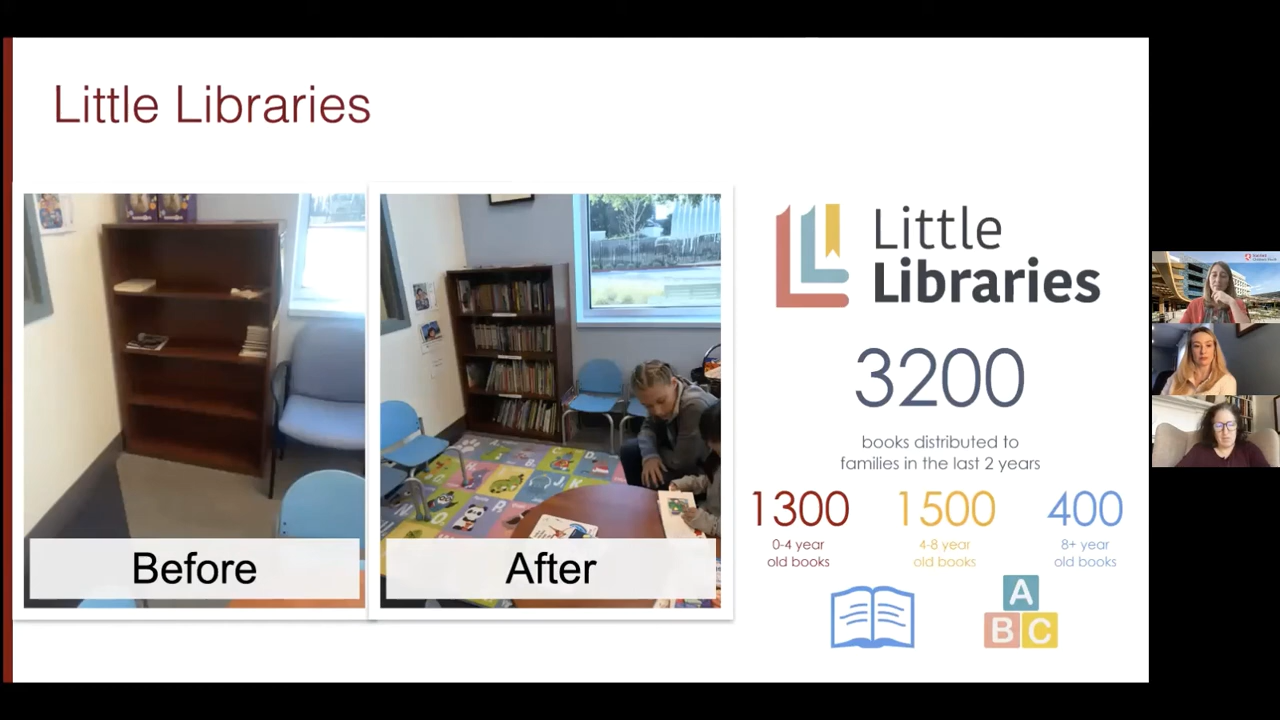 Little Libraries
Before
After
Little
Libraries
3200
books distributed to
families in the last 2 years
1300
0-4 year
old books
1500
4-8 year
old books
400
8+ year
old books
A
B C